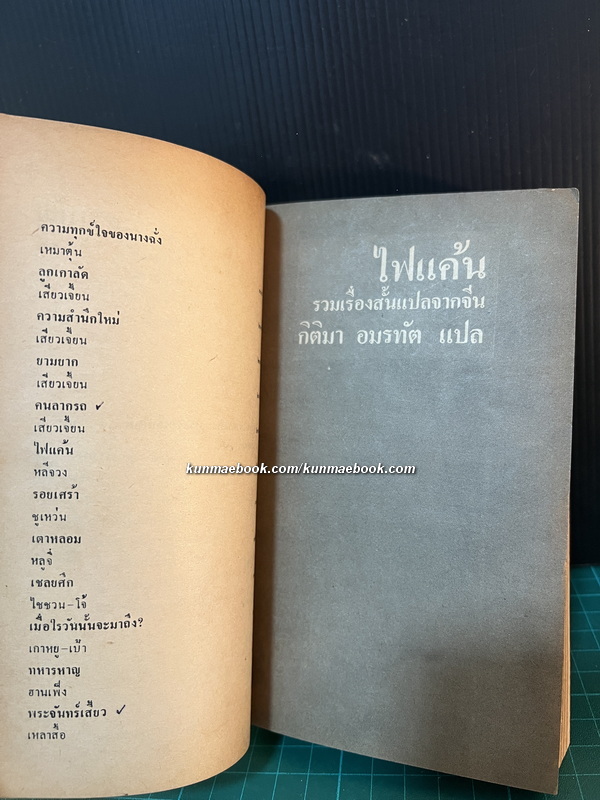 ความทุกข์ใจของนางฉั่ง
เหมาตุ้น
ลูกเกาลัด
เสี่ยวเจี้ยน
ความสำนึกใหม่
เสี่ยวเจี้ยน
ยามยาก
เสี่ยวเจี้ยน
คนลากรถ ✓
เสี่ยวเจี้ยน
ไฟแค้น
หลีจวง
รอยเศร้า
ชูเหว่น
เตาหลอม
หลูจี
เชลยศึก
ไซชวน-โจ้
เมื่อไรวันนั้นจะมาถึง?
เกาหยู-เป๊า
ทหารหาญ
ฮานเฟิ่ง
พระจันทร์เสี้ยว ✓
เหลาสื้อ
ไฟแค้น
รวมเรื่องสั้นแปลจากจีน
กิติมา อมรทัต แปล
kunmaebook.com/kunmaebook.com